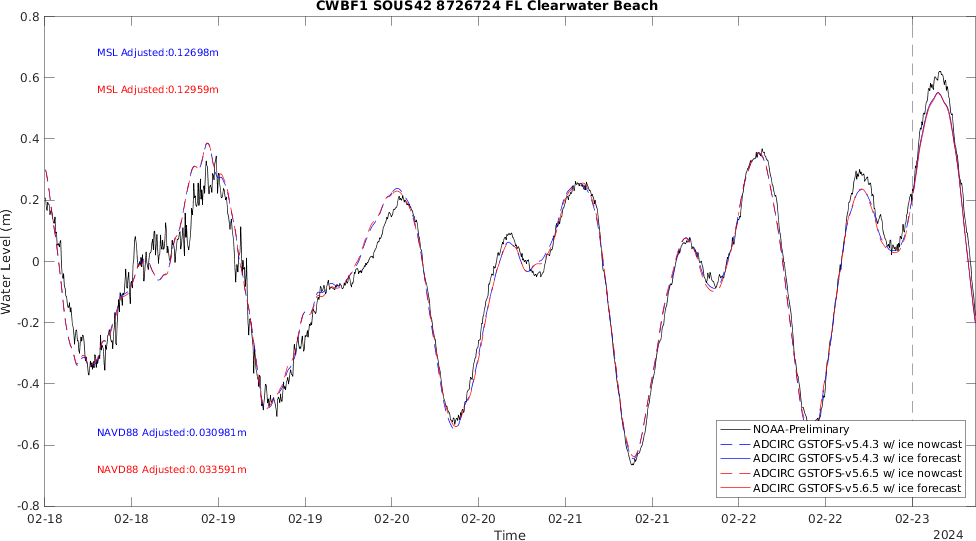 CWBF1 SOUS42 8726724 FL Clearwater Beach
0.8
MSL Adjusted:0.12698m
0.6
MSL Adjusted:0.12959m
0.4
0.2
0
Water Level (m)
-0.2
-0.4
NOAA-Preliminary
NAVD88 Adjusted:0.030981m
ADCIRC GSTOFS-v5.4.3 w/ ice nowcast
-0.6
ADCIRC GSTOFS-v5.4.3 w/ ice forecast
NAVD88 Adjusted:0.033591m
ADCIRC GSTOFS-v5.6.5 w/ ice nowcast
ADCIRC GSTOFS-v5.6.5 w/ ice forecast
-0.8
02-18 02-18 02-19 02-19 02-20 02-20 02-21 02-21 02-22 02-22 02-23
Time
2024